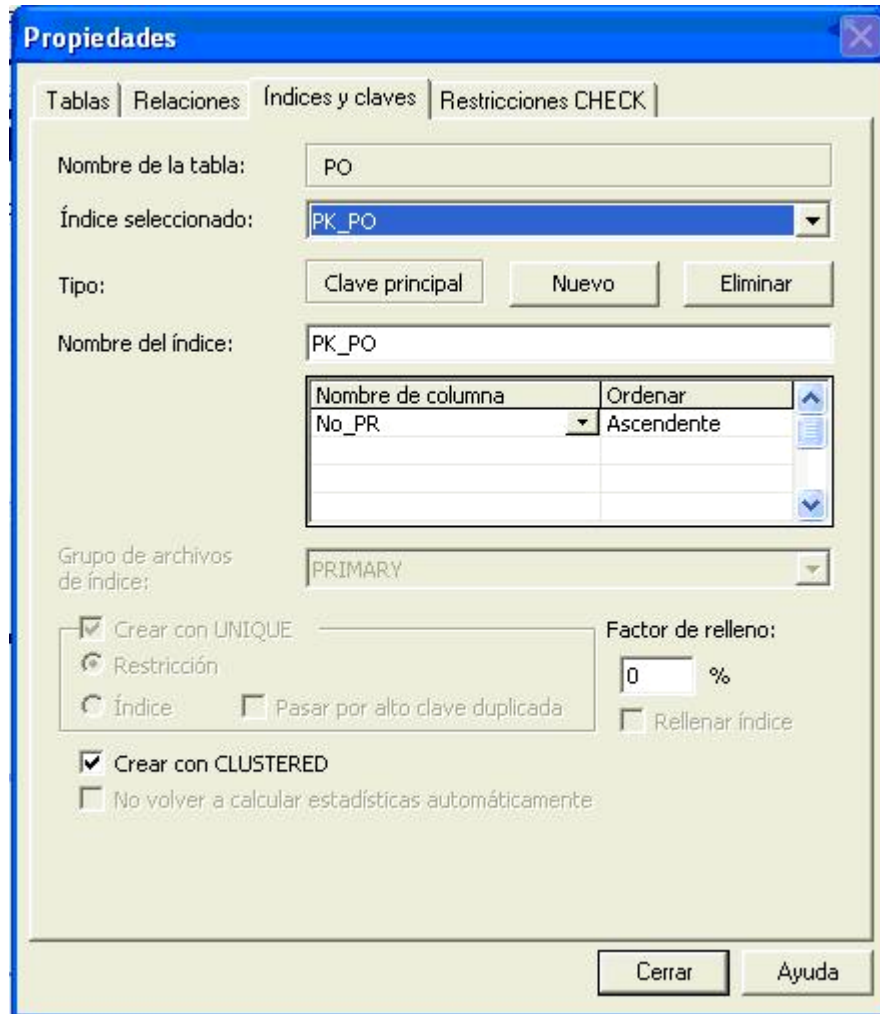 Propiedades
Tablas Relaciones Índices y claves Restricciones CHECK
Nombre de la tabla: PO
Índice seleccionado: PK_PO
Tipo: Clave principal Nuevo Eliminar
Nombre del índice: PK_PO
Nombre de columna Ordenar
No_PR Ascendente
Grupo de archivos
de índice: PRIMARY
Crear con UNIQUE Factor de relleno:
Restricción 0 %
Índice Pasar por alto clave duplicada Rellenar índice
Crear con CLUSTERED
No volver a calcular estadísticas automáticamente
Cerrar Ayuda